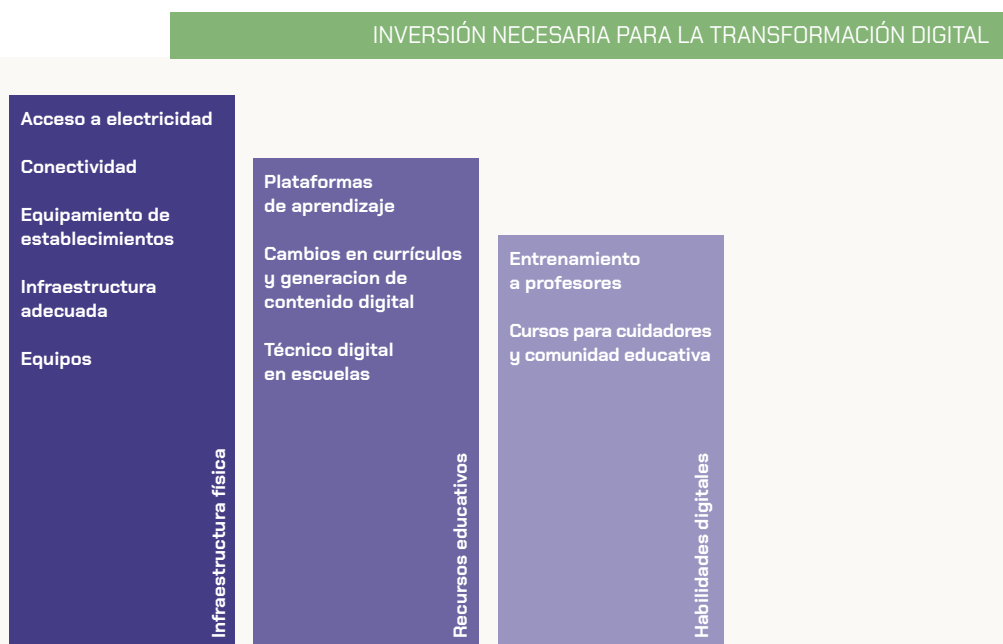 INVERSIÓN NECESARIA PARA LA TRANSFORMACIÓN DIGITAL
Acceso a electricidad
Conectividad
Equipamiento de
establecimientos
Infraestructura
adecuada
Equipos
Infraestructura física
Plataformas
de aprendizaje
Cambios en currículos
y generacion de
contenido digital
Técnico digital
en escuelas
Recursos educativos
Entrenamiento
a profesores
Cursos para cuidadores
y comunidad educativa
Habilidades digitales